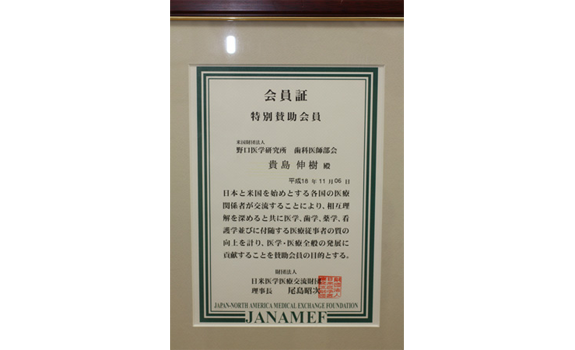 会員証
特別賛助会員
米国財団法人
野口医学研究所 歯科医師部会
貴島 伸樹 殿
平成18年11月06日
日本と米国を始めとする各国の医療
関係者が交流することにより、相互理
解を深めると共に医学、歯学、薬学、看
護学並びに付随する医療従事者の質の
向上を計り、医学・医療全般の発展に
貢献することを賛助会員の目的とする。
財団法人
日米医学医療交流財団
理事長 尾島昭次
JAPAN-NORTH AMERICA MEDICAL EXCHANGE FOUNDATION
JANAMEF